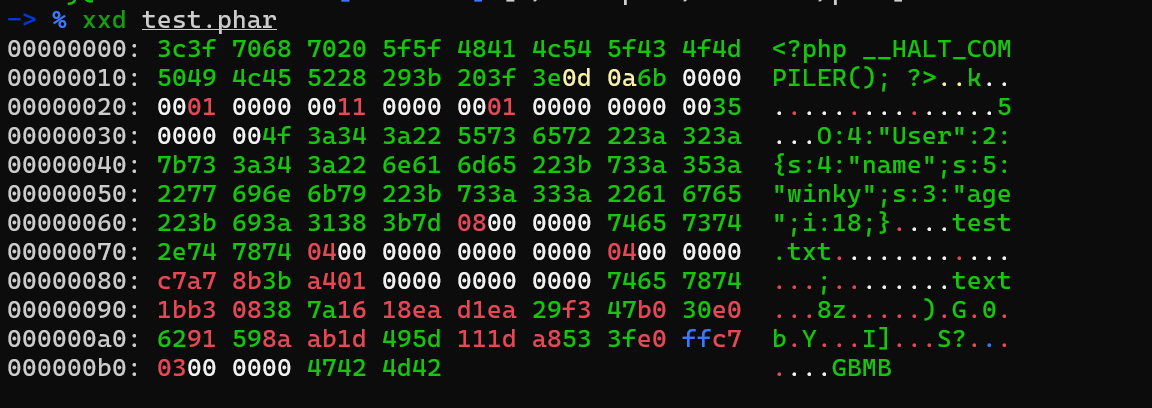 -> % xxd test.phar
00000000: 3c3f 7068 7020 5f5f 4841 4c54 5f43 4f4d <?php __HALT_COM
00000010: 5049 4c45 5228 293b 203f 3e0d 0a6b 0000 PILER(); ?>..k..
00000020: 0001 0000 0011 0000 0001 0000 0000 0035 ...............5
00000030: 0000 004f 3a34 3a22 5573 6572 223a 323a ...O:4:"User":2:
00000040: 7b73 3a34 3a22 6e61 6d65 223b 733a 353a {s:4:"name";s:5:
00000050: 2277 696e 6b79 223b 733a 333a 2261 6765 "winky";s:3:"age
00000060: 223b 693a 3138 3b7d 0800 0000 7465 7374 ";i:18;}....test
00000070: 2e74 7874 0400 0000 0000 0000 0400 0000 .txt............
00000080: c7a7 8b3b a401 0000 0000 0000 7465 7874 ...;........text
00000090: 1bb3 0838 7a16 18ea d1ea 29f3 47b0 30e0 ...8z.....).G.0.
000000a0: 6291 598a ab1d 495d 111d a853 3fe0 ffc7 b.Y...I]...S?...
000000b0: 0300 0000 4742 4d42 ....GBMB